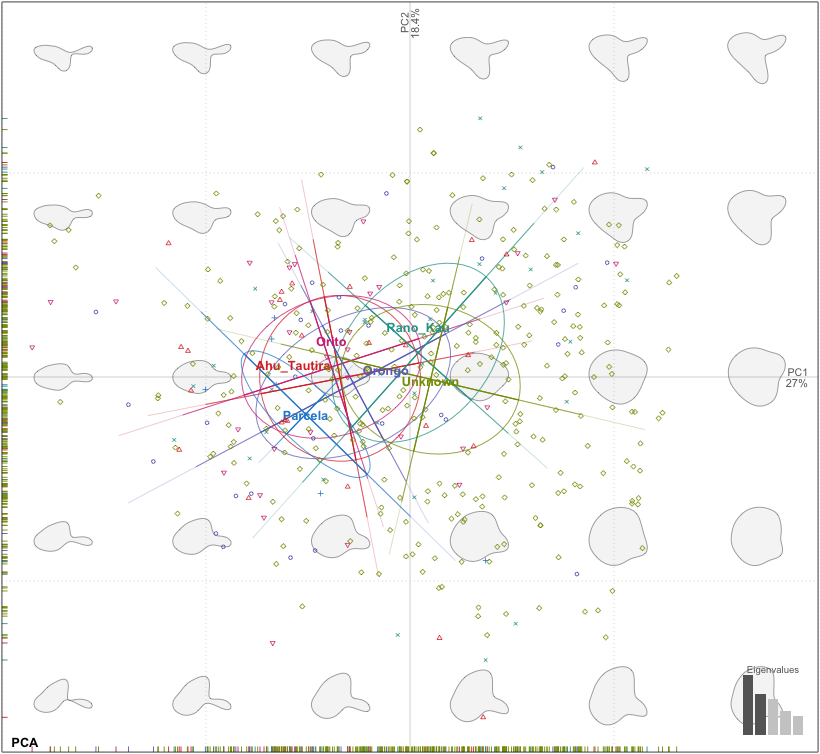 PC2
18.4%
Rano_Kau
Orito
Ahu_Tautira
Orongo
PC1
27%
Unknown
Parcela
Eigenvalues
PCA